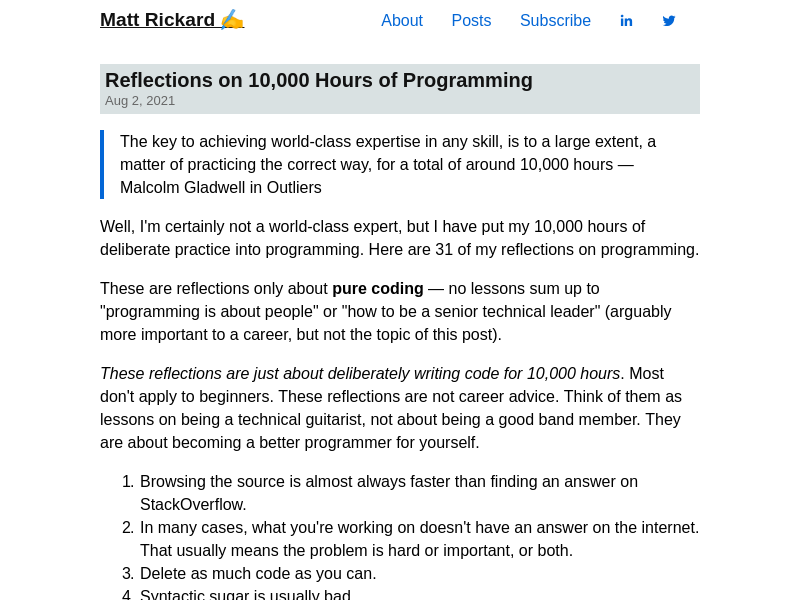 Matt Rickard ✍️
About Posts Subscribe
Reflections on 10,000 Hours of Programming
Aug 2, 2021
The key to achieving world-class expertise in any skill, is to a large extent, a
matter of practicing the correct way, for a total of around 10,000 hours —
Malcolm Gladwell in Outliers
Well, I'm certainly not a world-class expert, but I have put my 10,000 hours of
deliberate practice into programming. Here are 31 of my reflections on programming.
These are reflections only about pure coding — no lessons sum up to
"programming is about people" or "how to be a senior technical leader" (arguably
more important to a career, but not the topic of this post).
These reflections are just about deliberately writing code for 10,000 hours. Most
don't apply to beginners. These reflections are not career advice. Think of them as
lessons on being a technical guitarist, not about being a good band member. They
are about becoming a better programmer for yourself.
1. Browsing the source is almost always faster than finding an answer on
StackOverflow.
2. In many cases, what you're working on doesn't have an answer on the internet.
That usually means the problem is hard or important, or both.
3. Delete as much code as you can.
4. Syntactic sugar is usually bad.